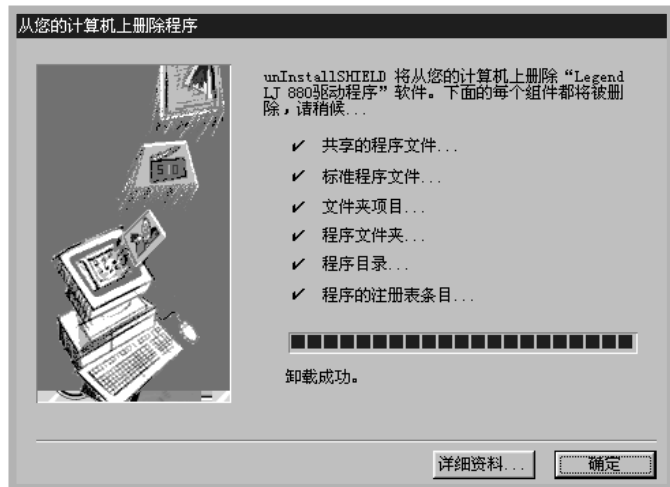 从您的计算机上删除程序
unInstallSHIELD 将从您的计算机上删除“Legend
LJ 880驱动程序”软件。下面的每个组件都将被删
除，请稍候...
✔ 共享的程序文件...
✔ 标准程序文件...
✔ 文件夹项目...
✔ 程序文件夹...
✔ 程序目录...
✔ 程序的注册表条目...
卸载成功。
详细资料...
确定